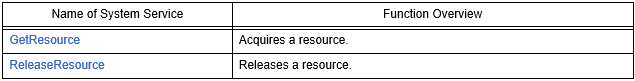 Name of System Service Function Overview
GetResource Acquires a resource.
ReleaseResource Releases a resource.